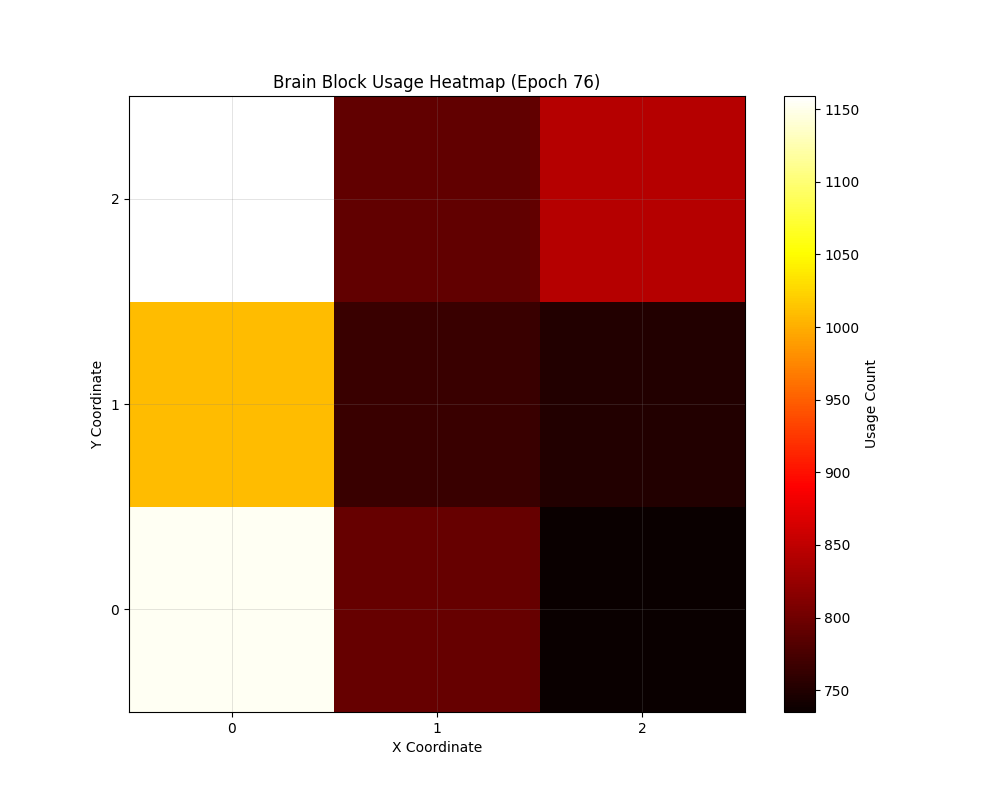 Brain Block Usage Heatmap (Epoch 76)
2
1
0
Y Coordinate
0 1 2
X Coordinate
1150
1100
1050
1000
950
900
850
800
750
Usage Count